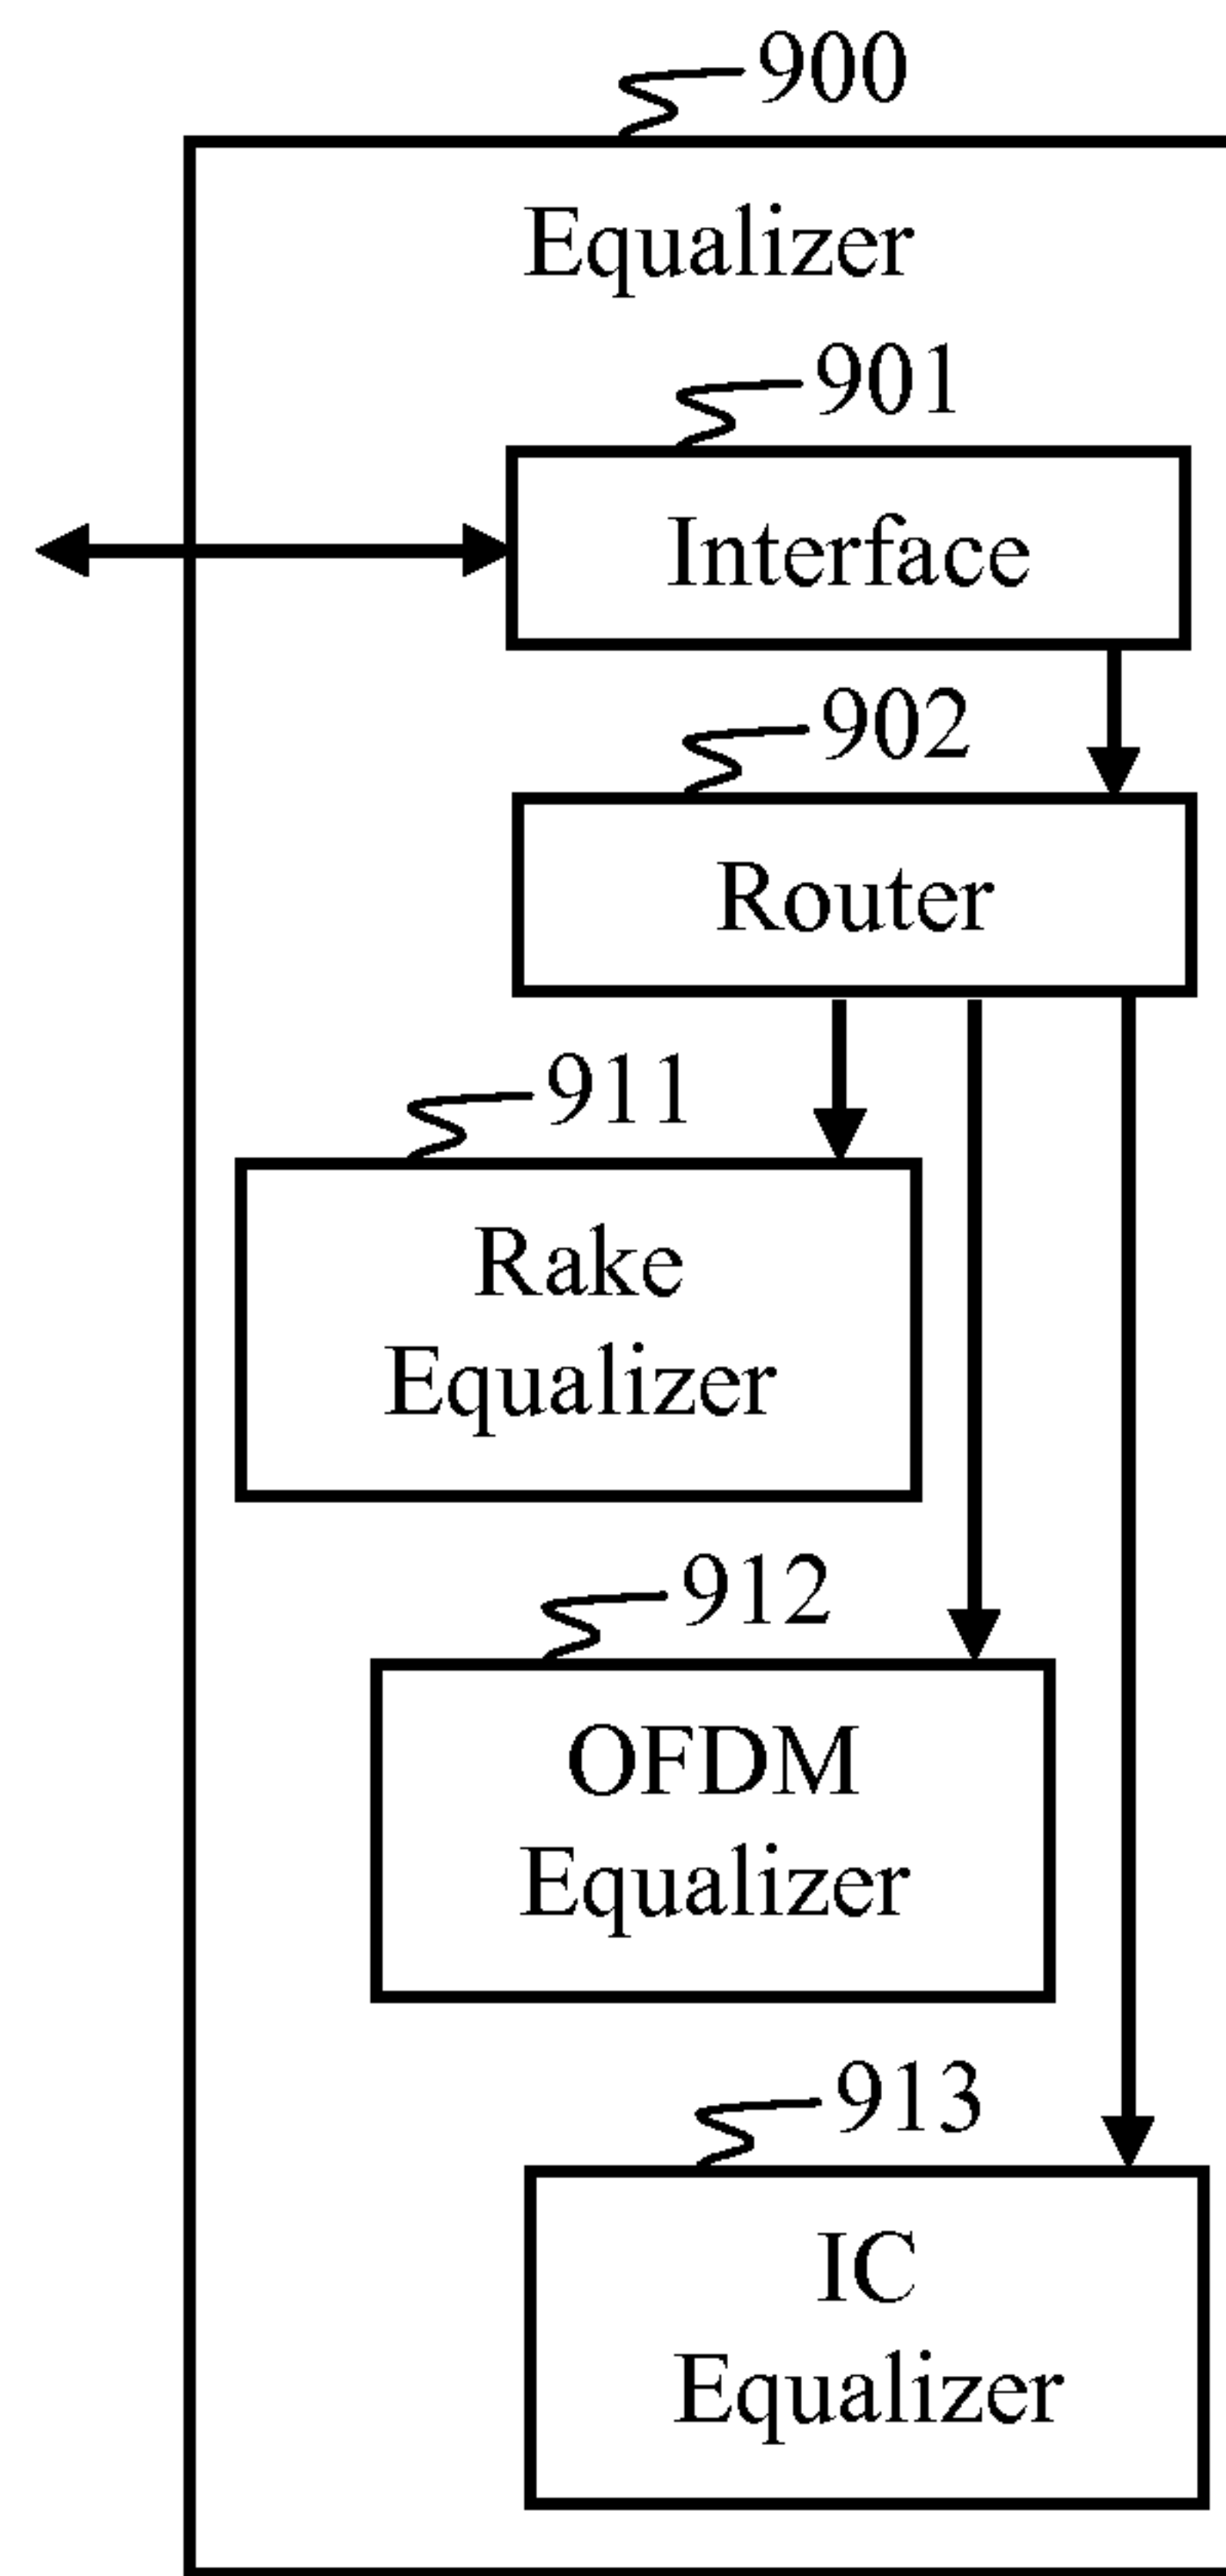 900
Equalizer
901
Interface
902
Router
911
Rake
Equalizer
912
OFDM
Equalizer
913
IC
Equalizer